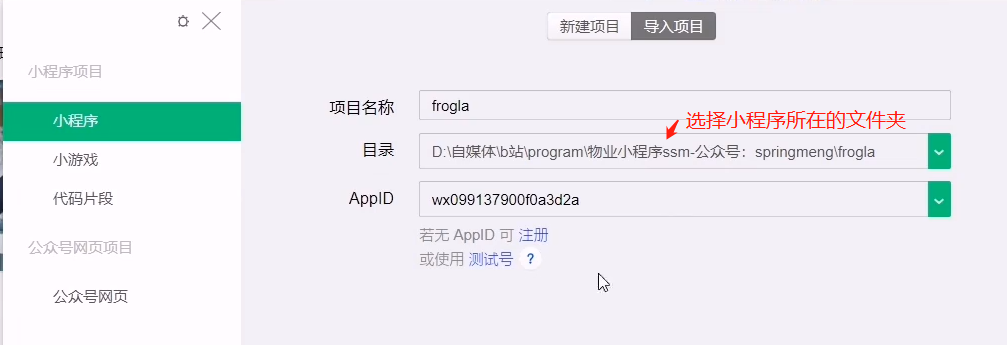 新建项目 导入项目
小程序项目
小程序
小游戏
代码片段
公众号网页项目
公众号网页
项目名称 frogla
选择小程序所在的文件夹
目录 D:\自媒体\b站\program\物业小程序ssm-公众号：springmeng\frogla
AppID wx099137900f0a3d2a
若无 AppID 可 注册
或使用 测试号 ?